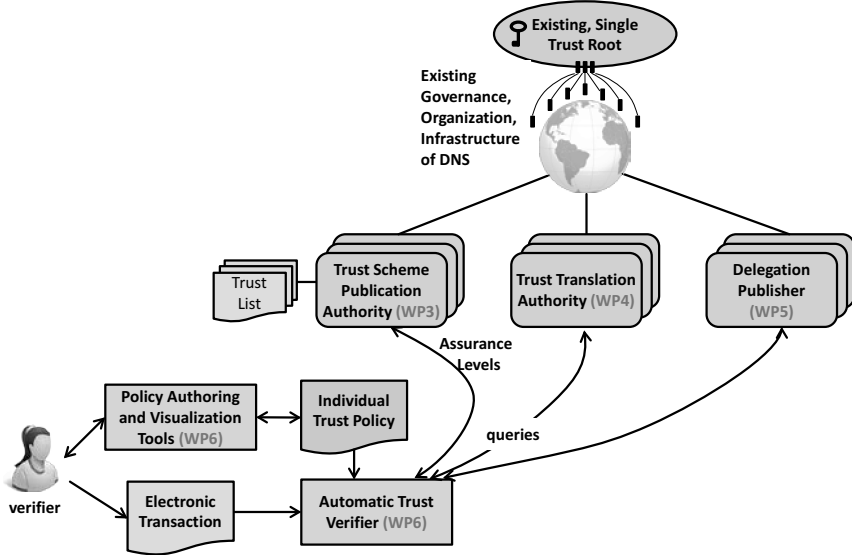 Existing, Single
Trust Root
Existing
Governance,
Organization,
Infrastructure
of DNS
Trust
List
Trust Scheme
Publication
Authority (WP3)
Trust Translation
Authority (WP4)
Delegation
Publisher
(WP5)
Assurance
Levels
queries
Policy Authoring
and Visualization
Tools (WP6)
Individual
Trust Policy
verifier
Electronic
Transaction
Automatic Trust
Verifier (WP6)